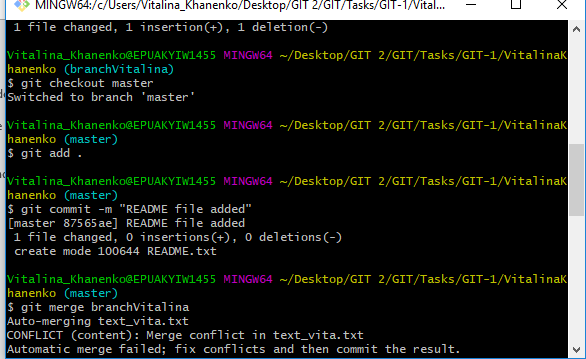 MINGW64:/c/Users/Vitalina_Khanenko/Desktop/GIT 2/GIT/Tasks/GIT-1/Vital...
1 file changed, 1 insertion(+), 1 deletion(-)
Vitalina_Khanenko@EPUAKYIW1455 MINGW64 ~/Desktop/GIT 2/GIT/Tasks/GIT-1/VitalinaK
hanenko (branchVitalina)
$ git checkout master
Switched to branch 'master'
Vitalina_Khanenko@EPUAKYIW1455 MINGW64 ~/Desktop/GIT 2/GIT/Tasks/GIT-1/VitalinaK
hanenko (master)
$ git add .
Vitalina_Khanenko@EPUAKYIW1455 MINGW64 ~/Desktop/GIT 2/GIT/Tasks/GIT-1/VitalinaK
hanenko (master)
$ git commit -m "README file added"
[master 87565ae] README file added
1 file changed, 0 insertions(+), 0 deletions(-)
create mode 100644 README.txt
Vitalina_Khanenko@EPUAKYIW1455 MINGW64 ~/Desktop/GIT 2/GIT/Tasks/GIT-1/VitalinaK
hanenko (master)
$ git merge branchVitalina
Auto-merging text_vita.txt
CONFLICT (content): Merge conflict in text_vita.txt
Automatic merge failed; fix conflicts and then commit the result.